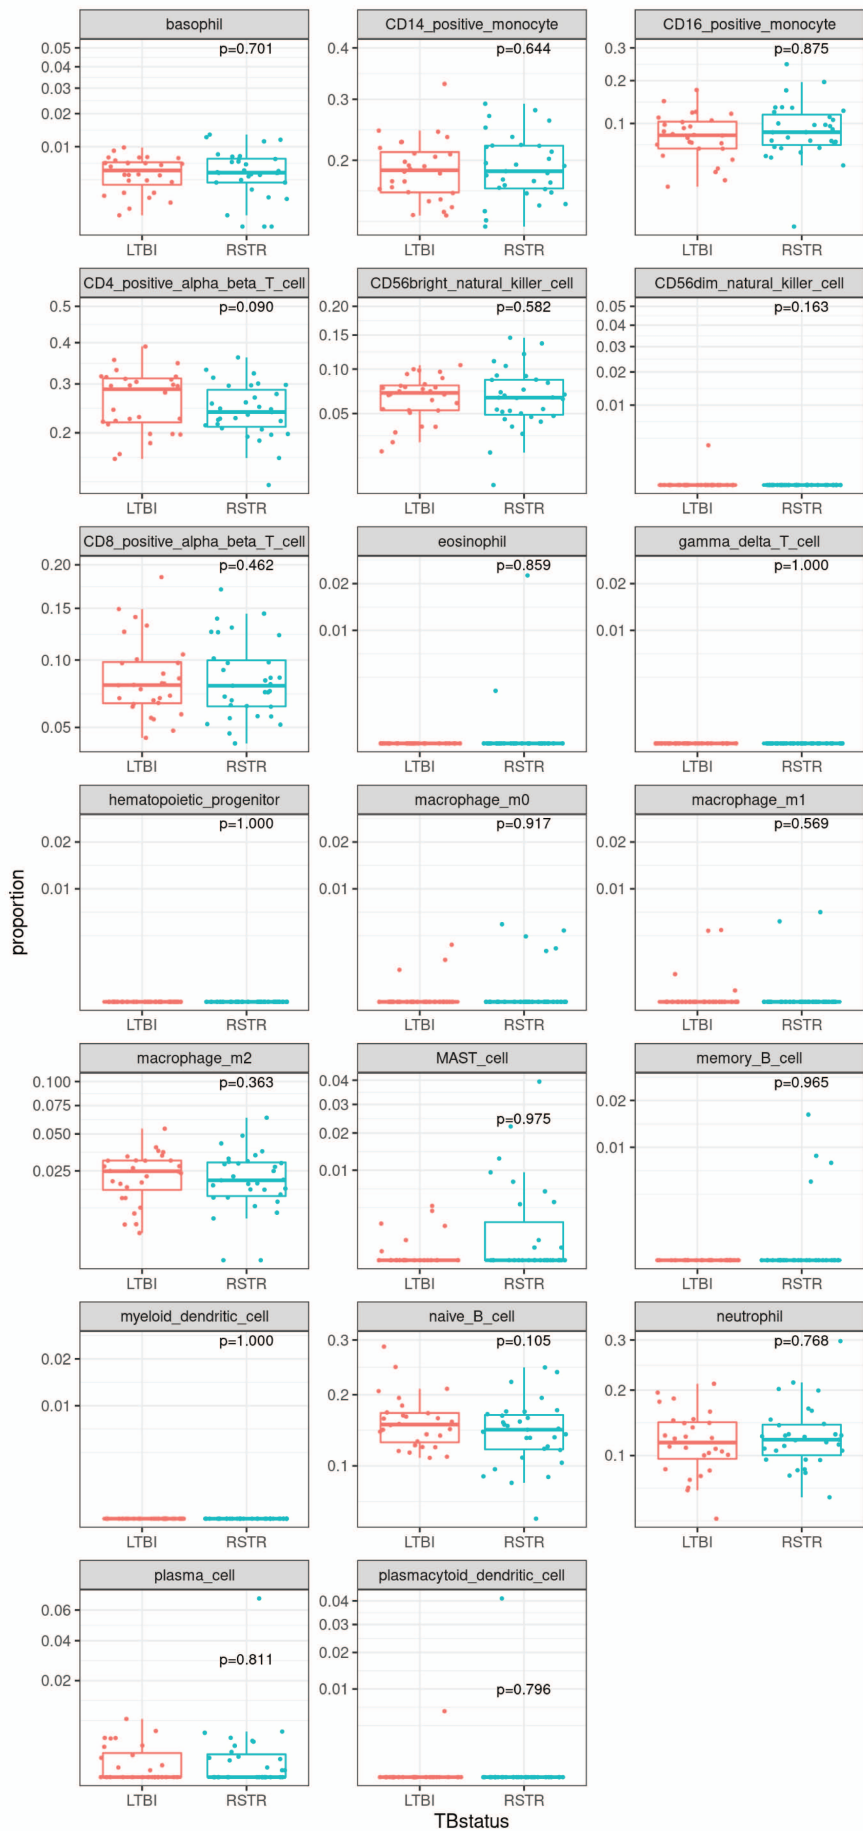 basophil
0.05
0.04
0.03
0.02
0.01
p=0.701
LTBI
RSTR
CD14_positive_monocyte
0.4
0.3
0.2
p=0.644
LTBI
RSTR
CD16_positive_monocyte
0.3
0.2
0.1
p=0.875
LTBI
RSTR
CD4_positive_alpha_beta_T_cell
0.5
0.4
0.3
0.2
p=0.090
LTBI
RSTR
CD56bright_natural_killer_cell
0.20
0.15
0.10
0.05
p=0.582
LTBI
RSTR
CD56dim_natural_killer_cell
0.05
0.04
0.03
0.02
0.01
p=0.163
LTBI
RSTR
CD8_positive_alpha_beta_T_cell
0.20
0.15
0.10
0.05
p=0.462
LTBI
RSTR
eosinophil
0.02
0.01
p=0.859
LTBI
RSTR
gamma_delta_T_cell
0.02
0.01
p=1.000
LTBI
RSTR
hematopoietic_progenitor
0.02
0.01
p=1.000
LTBI
RSTR
macrophage_m0
0.02
0.01
p=0.917
LTBI
RSTR
macrophage_m1
0.02
0.01
p=0.569
LTBI
RSTR
proportion
macrophage_m2
0.100
0.075
0.050
0.025
p=0.363
LTBI
RSTR
MAST_cell
0.04
0.03
0.02
0.01
p=0.975
LTBI
RSTR
memory_B_cell
0.02
0.01
p=0.965
LTBI
RSTR
myeloid_dendritic_cell
0.02
0.01
p=1.000
LTBI
RSTR
naive_B_cell
0.3
0.2
0.1
p=0.105
LTBI
RSTR
neutrophil
0.3
0.2
0.1
p=0.768
LTBI
RSTR
plasma_cell
0.06
0.04
0.02
p=0.811
LTBI
RSTR
plasmacytoid_dendritic_cell
0.04
0.03
0.02
0.01
p=0.796
LTBI
RSTR
TBstatus